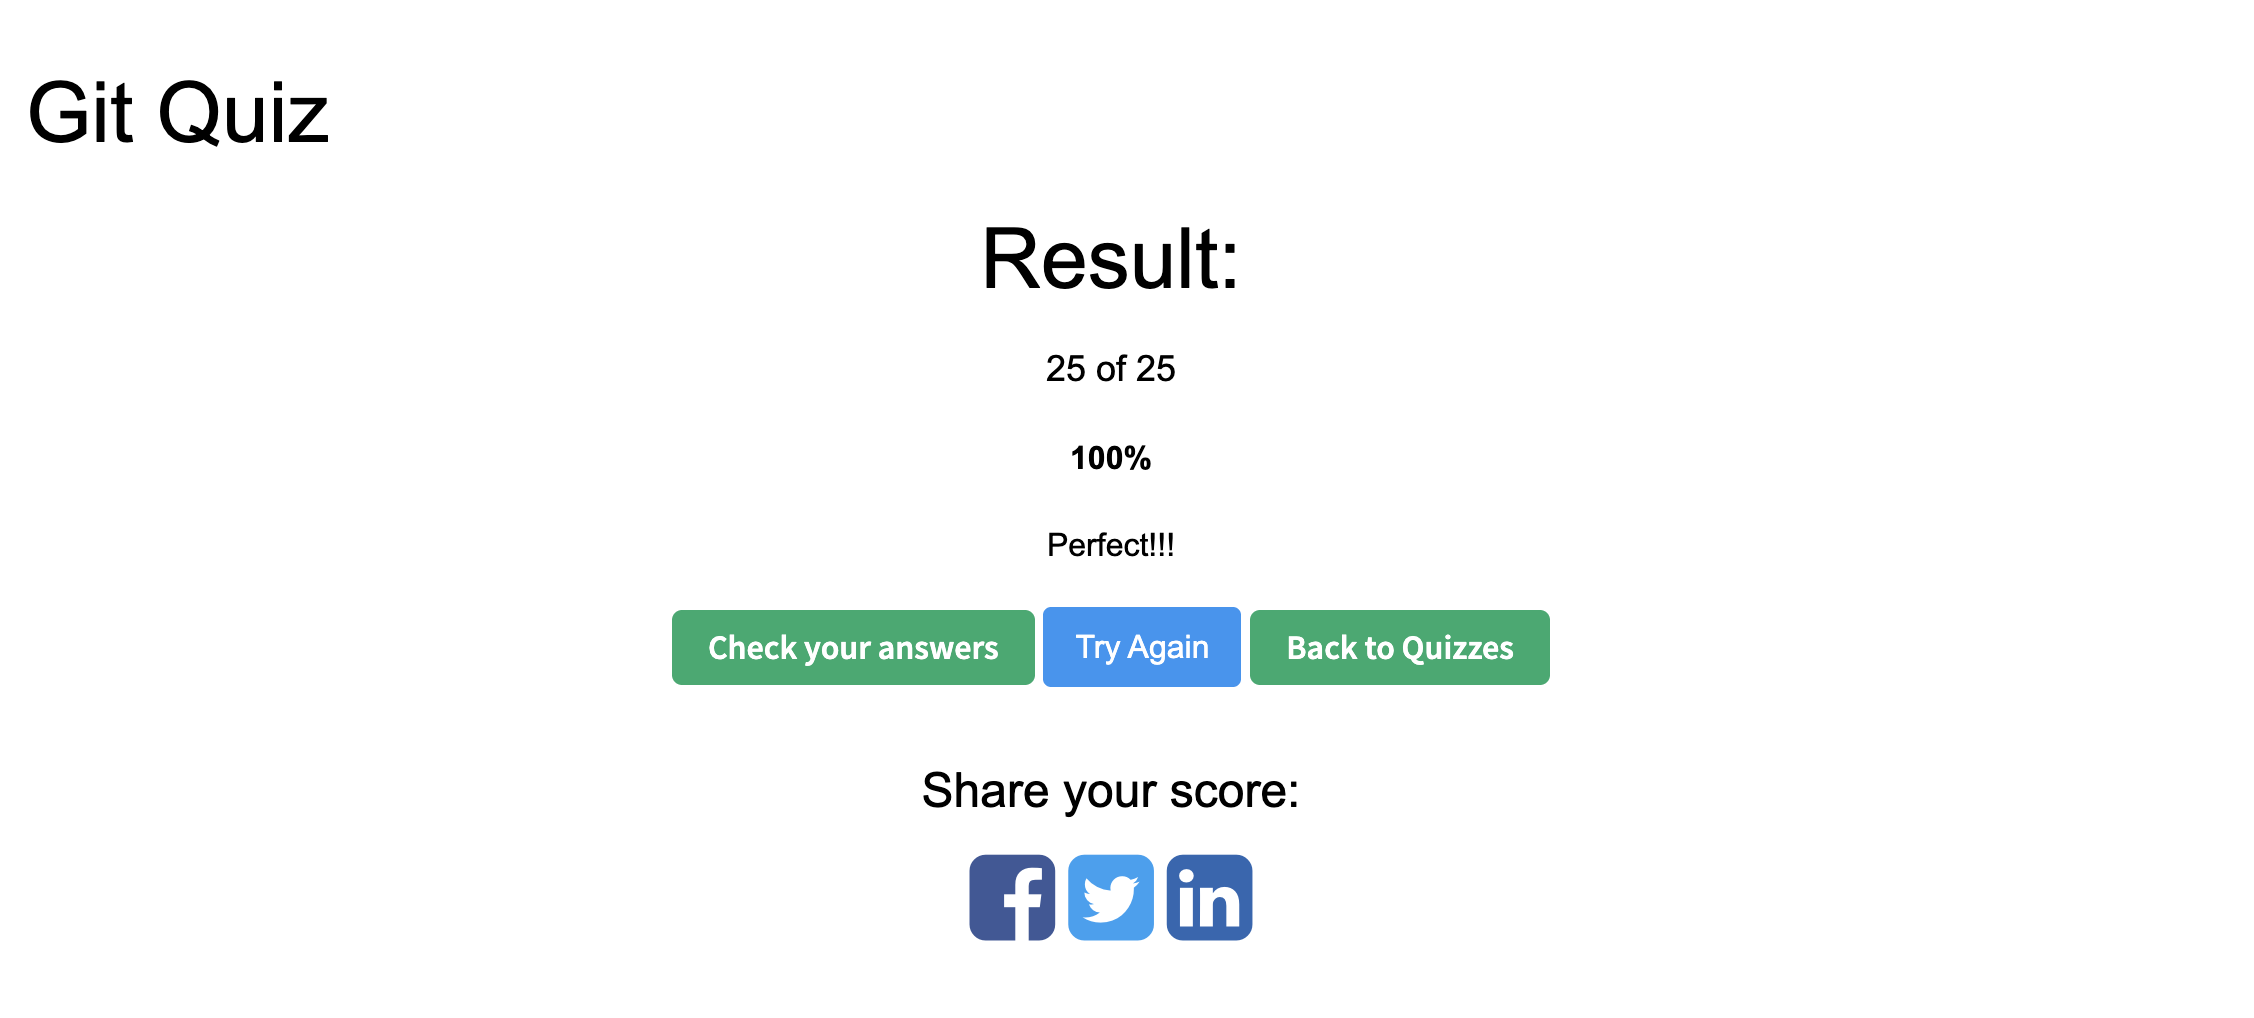 Git Quiz
Result:
25 of 25
100%
Perfect!!!
Check your answers Try Again Back to Quizzes
Share your score: